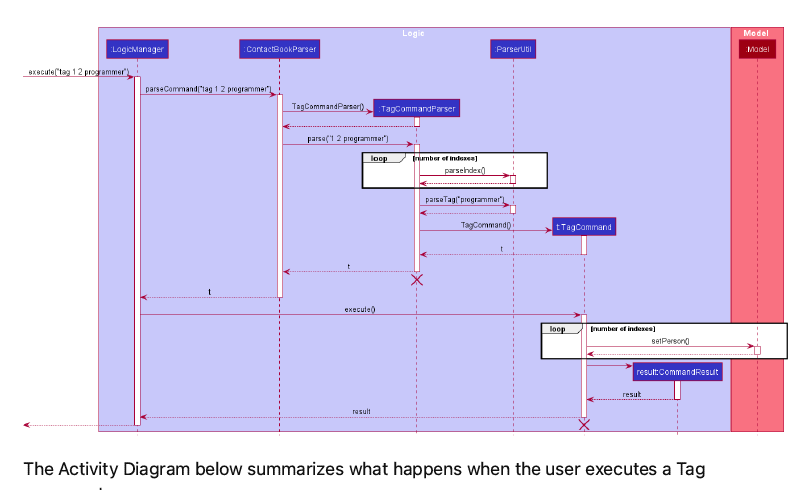 Logic
Model
:LogicManager
:ContactBookParser
:ParserUtil
:Model
execute("tag 1 2 programmer")
parseCommand("tag 1 2 programmer")
TagCommandParser()
:TagCommandParser
parse("1 2 programmer")
loop [number of indexes]
parseIndex()
parseTag("programmer")
TagCommand()
t:TagCommand
t
t
t
execute()
loop [number of indexes]
setPerson()
result:CommandResult
result
result
The Activity Diagram below summarizes what happens when the user executes a Tag